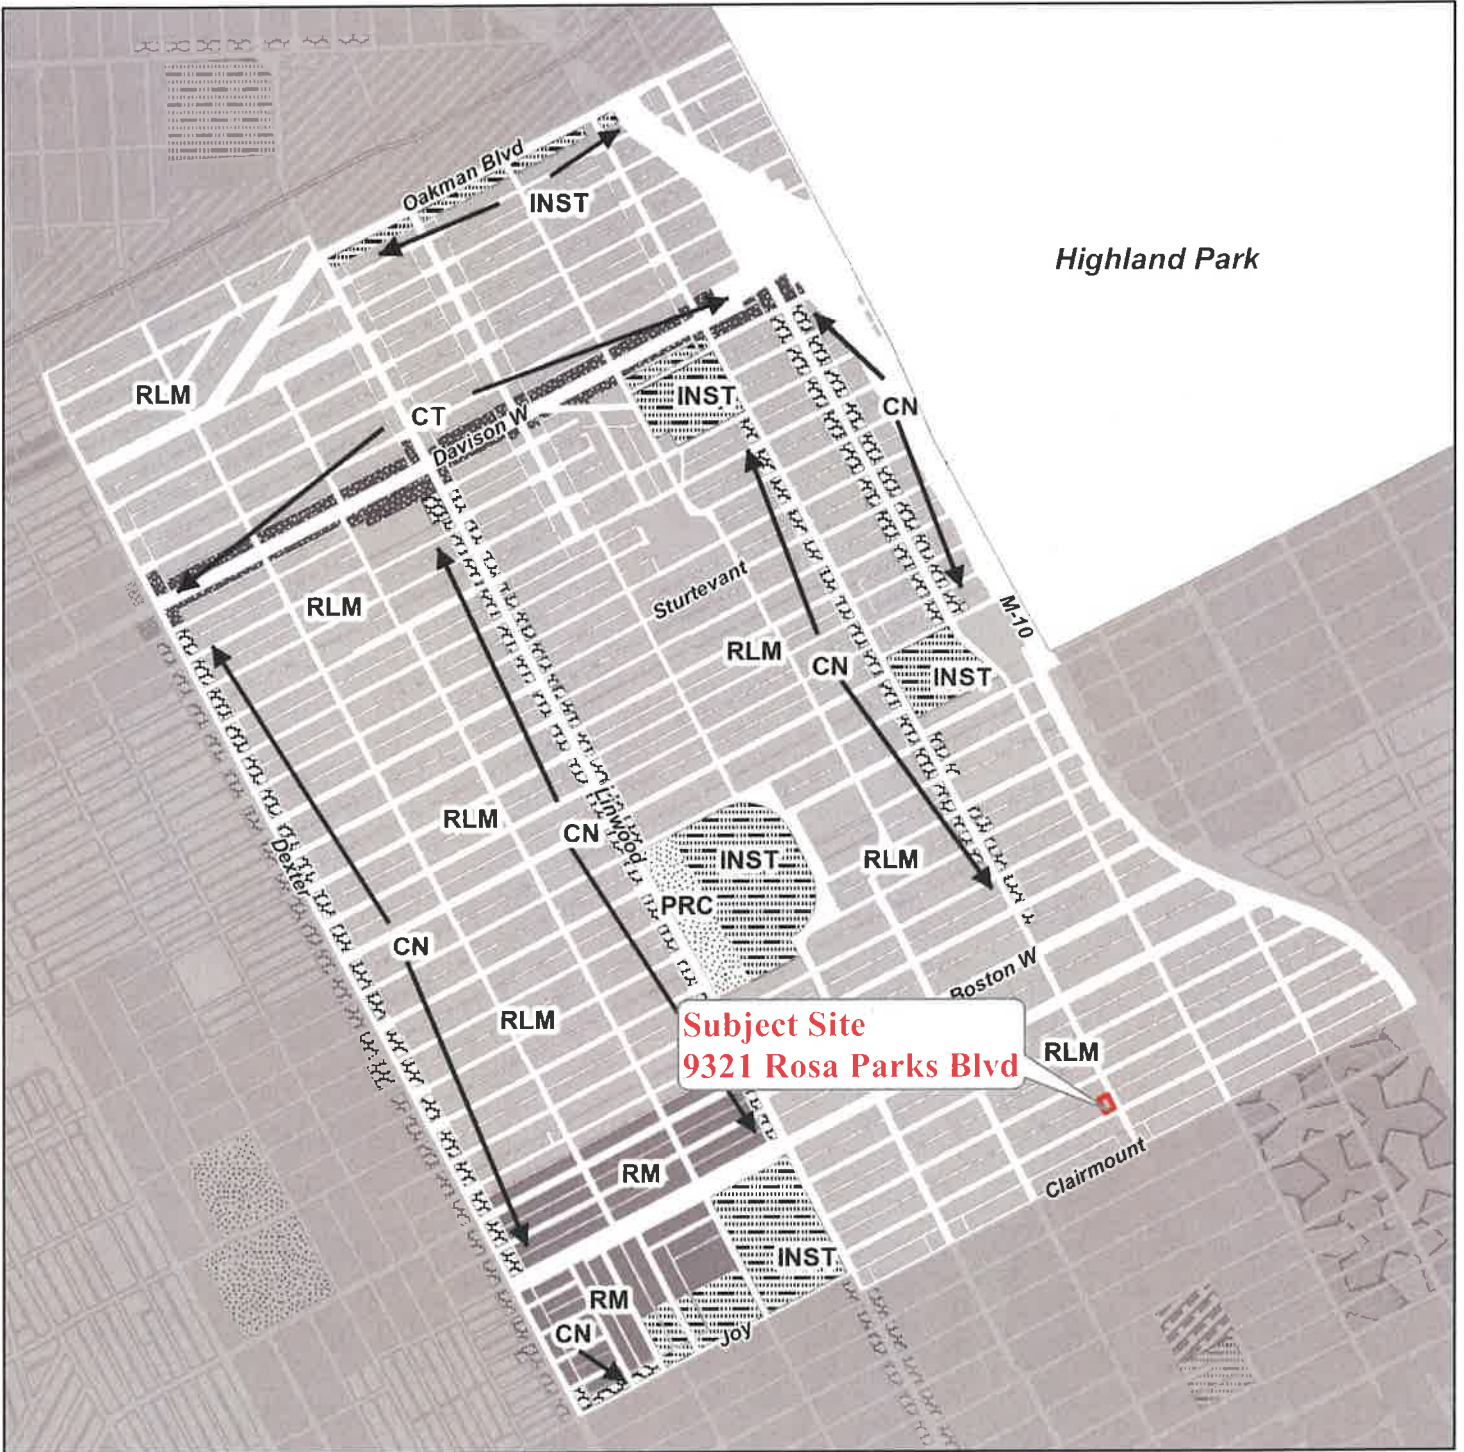 Oakman Blvd
INST
Highland Park
RLM
CT
Davison W
INST
CN
RLM
Sturtevant
M-10
RLM
CN
INST
Linwood
RLM
CN
INST
RLM
Dexter
PRC
CN
Boston W
RLM
Subject Site
9321 Rosa Parks Blvd
RLM
RM
Clairmount
INST
RM
CN
Joy